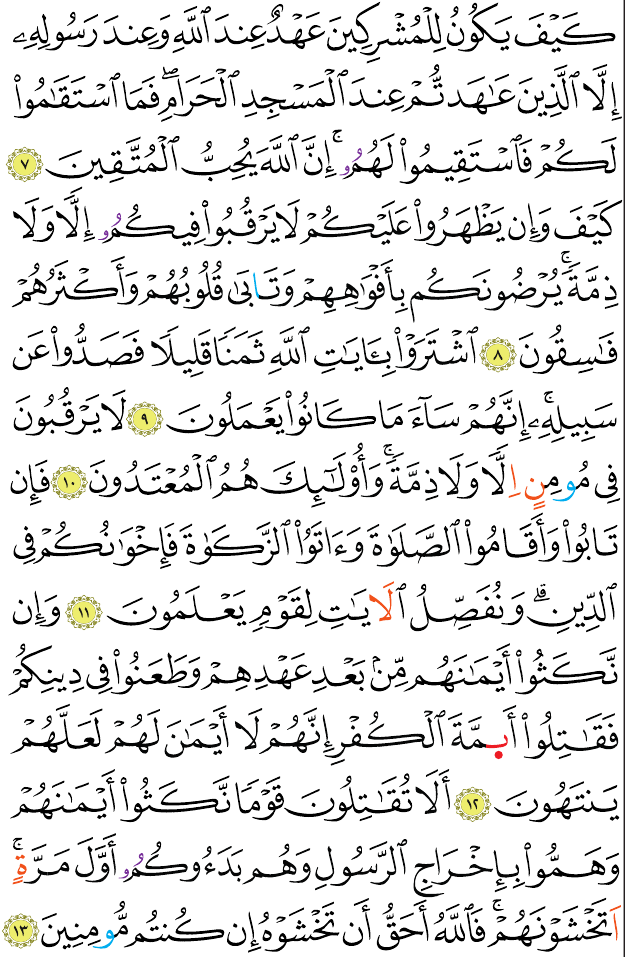 كَيْفَ يَكُونُ لِلْمُشْرِكِينَ عَهْدٌ عِندَ ٱللَّهِ وَعِندَ رَسُولِهِۦ
إِلَّا ٱلَّذِينَ عَـٰهَدتُّمْ عِندَ ٱلْمَسْجِدِ ٱلْحَرَامِۖ فَمَا ٱسْتَقَـٰمُوا۟
لَكُمْ فَٱسْتَقِيمُوا۟ لَهُمُۥٓۚ إِنَّ ٱللَّهَ يُحِبُّ ٱلْمُتَّقِينَ ٧
كَيْفَ وَإِن يَظْهَرُوا۟ عَلَيْكُمْ لَا يَرْقُبُوا۟ فِيكُمُۥ إِلًّا وَلَا
ذِمَّةًۚ يُرْضُونَكُم بِأَفْوَٰهِهِمْ وَتَابَىٰ قُلُوبُهُمْ وَأَكْثَرُهُمْ
فَـٰسِقُونَ ٨ ٱشْتَرَوْا۟ بِـَٔايَـٰتِ ٱللَّهِ ثَمَنًا قَلِيلًا فَصَدُّوا۟ عَن
سَبِيلِهِۦٓۚ إِنَّهُمْ سَآءَ مَا كَانُوا۟ يَعْمَلُونَ ٩ لَا يَرْقُبُونَ
فِى مُومِنٍ اِلًّا وَلَا ذِمَّةًۚ وَأُو۟لَـٰٓئِكَ هُمُ ٱلْمُعْتَدُونَ ١٠ فَإِن
تَابُوا۟ وَأَقَامُوا۟ ٱلصَّلَوٰةَ وَءَاتَوُا۟ ٱلزَّكَوٰةَ فَإِخْوَٰنُكُمْ فِى
ٱلدِّينِۗ وَنُفَصِّلُ ٱلَايَـٰتِ لِقَوْمٍ يَعْلَمُونَ ١١ وَإِن
نَّكَثُوٓا۟ أَيْمَـٰنَهُم مِّنۢ بَعْدِ عَهْدِهِمْ وَطَعَنُوا۟ فِى دِينِكُمْ
فَقَـٰتِلُوٓا۟ أَىِٕمَّةَ ٱلْكُفْرِ إِنَّهُمْ لَآ أَيْمَـٰنَ لَهُمْ لَعَلَّهُمْ
يَنتَهُونَ ١٢ أَلَا تُقَـٰتِلُونَ قَوْمًا نَّكَثُوٓا۟ أَيْمَـٰنَهُمْ
وَهَمُّوا۟ بِإِخْرَاجِ ٱلرَّسُولِ وَهُم بَدَءُوكُمُۥ أَوَّلَ مَرَّةٍۚ
اَتَخْشَوْنَهُمْۚ فَٱللَّهُ أَحَقُّ أَن تَخْشَوْهُ إِن كُنتُم مُّومِنِينَ ١٣